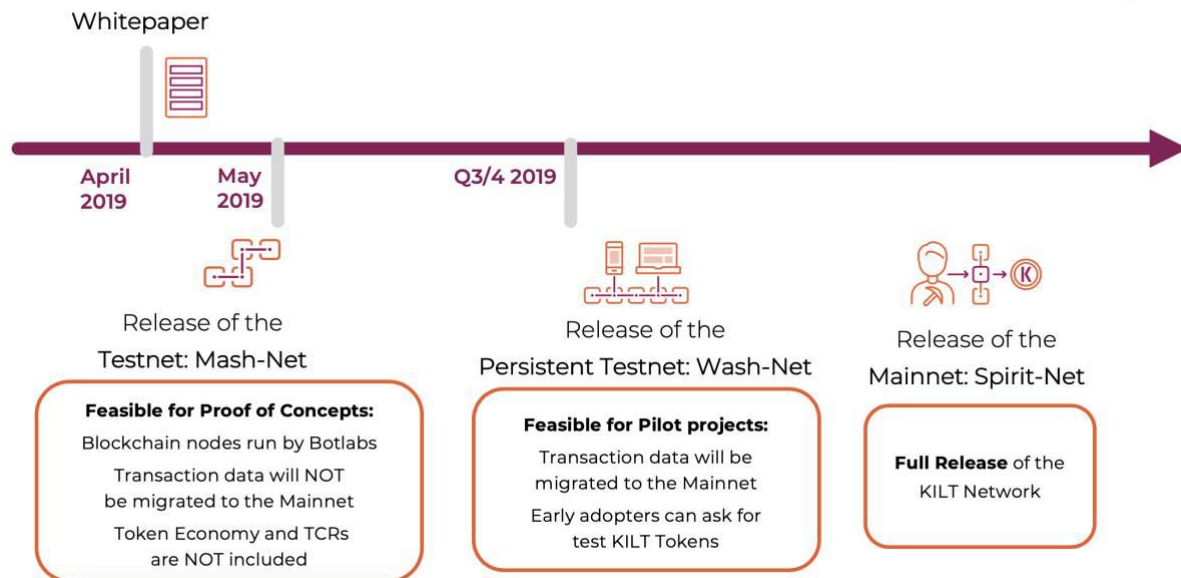 Whitepaper
April
2019
May
2019
Q3/4 2019
Release of the
Testnet: Mash-Net
Feasible for Proof of Concepts:
Blockchain nodes run by Botlabs
Transaction data will NOT
be migrated to the Mainnet
Token Economy and TCRs
are NOT included
Release of the
Persistent Testnet: Wash-Net
Feasible for Pilot projects:
Transaction data will be
migrated to the Mainnet
Early adopters can ask for
test KILT Tokens
K
Release of the
Mainnet: Spirit-Net
Full Release of the
KILT Network